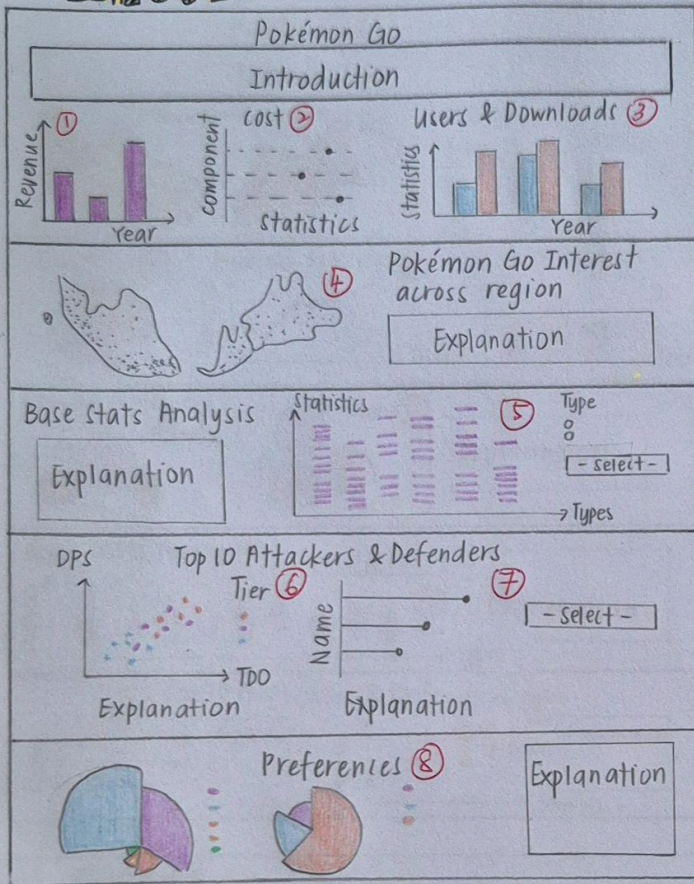 Pokémon Go
Introduction
①
Revenue
Year
Cost ②
component
Statistics
Users & Downloads ③
Statistics
Year
④
Pokémon Go Interest
across region
Explanation
Base Stats Analysis
Explanation
Statistics
⑤
Types
Type
- select -
Top 10 Attackers & Defenders
DPS
Tier ⑥
TDO
Explanation
⑦
Name
Explanation
- select -
Preferences ⑧
Explanation